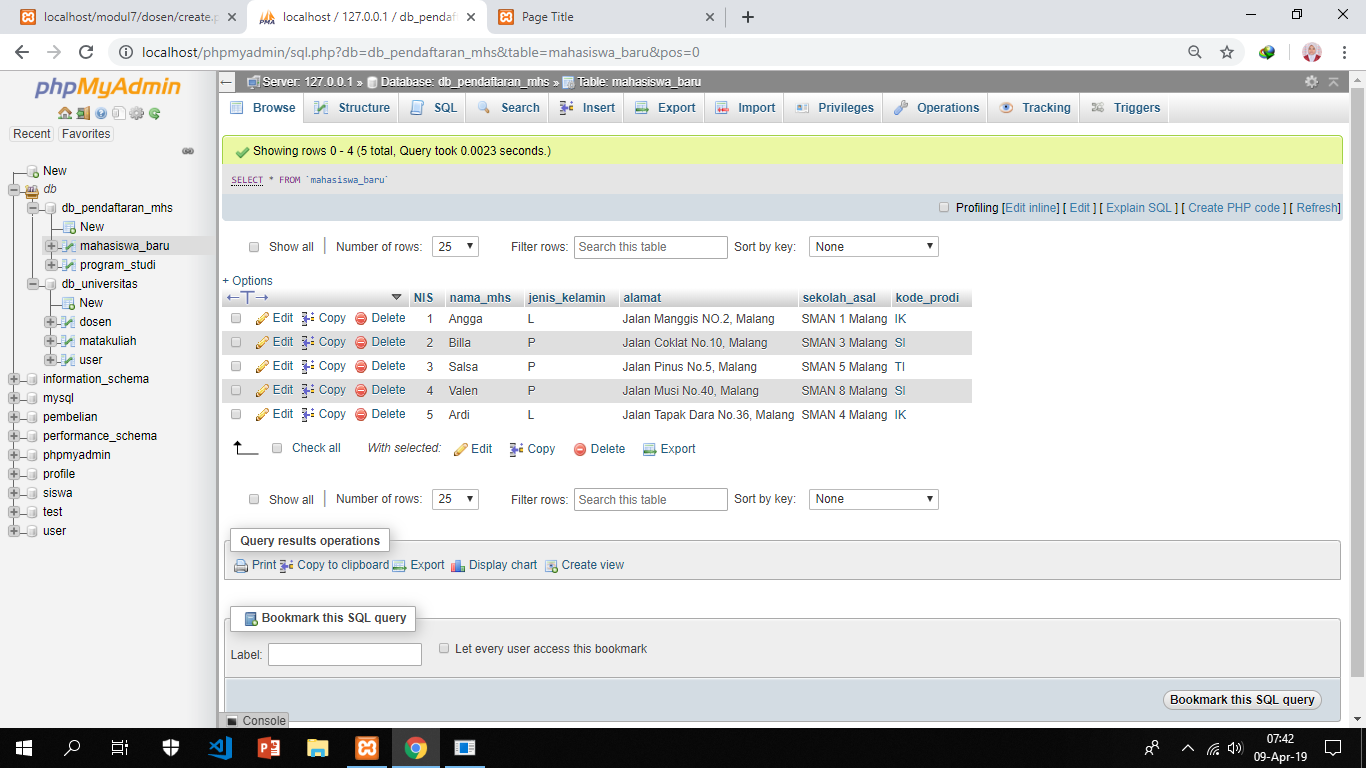 localhost/modul7/dosen/create.p
localhost / 127.0.0.1 / db_pendaft
Page Title
localhost/phpmyadmin/sql.php?db=db_pendaftaran_mhs&table=mahasiswa_baru&pos=0
phpMyAdmin
Recent Favorites
New
db
db_pendaftaran_mhs
New
mahasiswa_baru
program_studi
db_universitas
New
dosen
matakuliah
user
information_schema
mysql
pembelian
performance_schema
phpmyadmin
profile
siswa
test
user
Server: 127.0.0.1 » Database: db_pendaftaran_mhs » Table: mahasiswa_baru
Browse Structure SQL Search Insert Export Import Privileges Operations Tracking Triggers
Showing rows 0 - 4 (5 total, Query took 0.0023 seconds.)
SELECT * FROM `mahasiswa_baru`
Profiling [Edit inline] [ Edit ] [ Explain SQL ] [ Create PHP code ] [ Refresh]
Show all | Number of rows: 25 Filter rows: Search this table Sort by key: None
+ Options
←T→ NIS nama_mhs jenis_kelamin alamat sekolah_asal kode_prodi
Edit Copy Delete 1 Angga L Jalan Manggis NO.2, Malang SMAN 1 Malang IK
Edit Copy Delete 2 Billa P Jalan Coklat No.10, Malang SMAN 3 Malang SI
Edit Copy Delete 3 Salsa P Jalan Pinus No.5, Malang SMAN 5 Malang TI
Edit Copy Delete 4 Valen P Jalan Musi No.40, Malang SMAN 8 Malang SI
Edit Copy Delete 5 Ardi L Jalan Tapak Dara No.36, Malang SMAN 4 Malang IK
Check all With selected: Edit Copy Delete Export
Show all | Number of rows: 25 Filter rows: Search this table Sort by key: None
Query results operations
Print Copy to clipboard Export Display chart Create view
Bookmark this SQL query
Label: Let every user access this bookmark
Bookmark this SQL query
Console
07:42
09-Apr-19